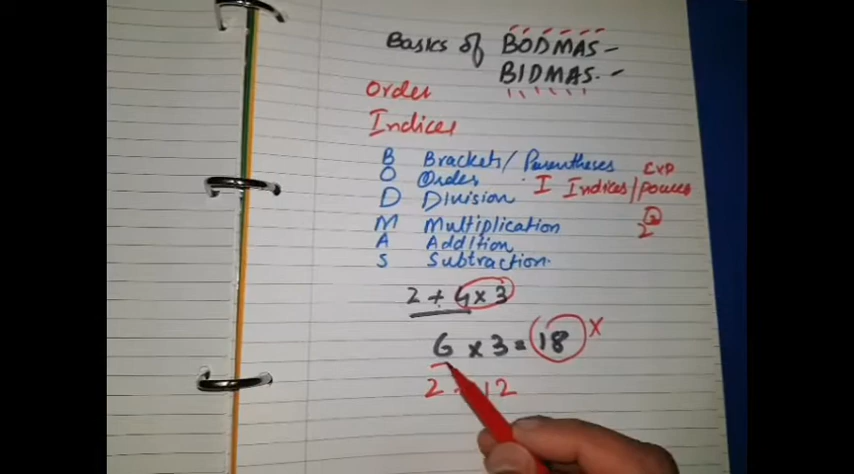 Basics of BODMAS
BIDMAS.
Order
Indices
B Brackets/Parentheses
O Order I Indices/powers
D Division
M Multiplication
A Addition
S Subtraction.
2 + 4 x 3
6 x 3 = 18 x
2 12